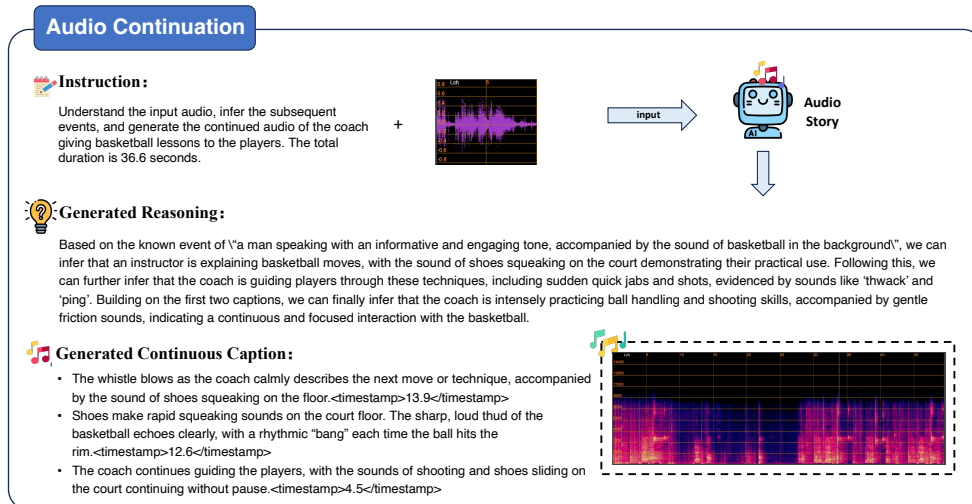 Audio Continuation
Instruction：
Understand the input audio, infer the subsequent
events, and generate the continued audio of the coach
giving basketball lessons to the players. The total
duration is 36.6 seconds.
+
input
AI
Audio
Story
Generated Reasoning：
Based on the known event of \“a man speaking with an informative and engaging tone, accompanied by the sound of basketball in the background\”, we can
infer that an instructor is explaining basketball moves, with the sound of shoes squeaking on the court demonstrating their practical use. Following this, we
can further infer that the coach is guiding players through these techniques, including sudden quick jabs and shots, evidenced by sounds like ‘thwack’ and
‘ping’. Building on the first two captions, we can finally infer that the coach is intensely practicing ball handling and shooting skills, accompanied by gentle
friction sounds, indicating a continuous and focused interaction with the basketball.
Generated Continuous Caption：
• The whistle blows as the coach calmly describes the next move or technique, accompanied
by the sound of shoes squeaking on the floor.<timestamp>13.9</timestamp>
• Shoes make rapid squeaking sounds on the court floor. The sharp, loud thud of the
basketball echoes clearly, with a rhythmic “bang” each time the ball hits the
rim.<timestamp>12.6</timestamp>
• The coach continues guiding the players, with the sounds of shooting and shoes sliding on
the court continuing without pause.<timestamp>4.5</timestamp>